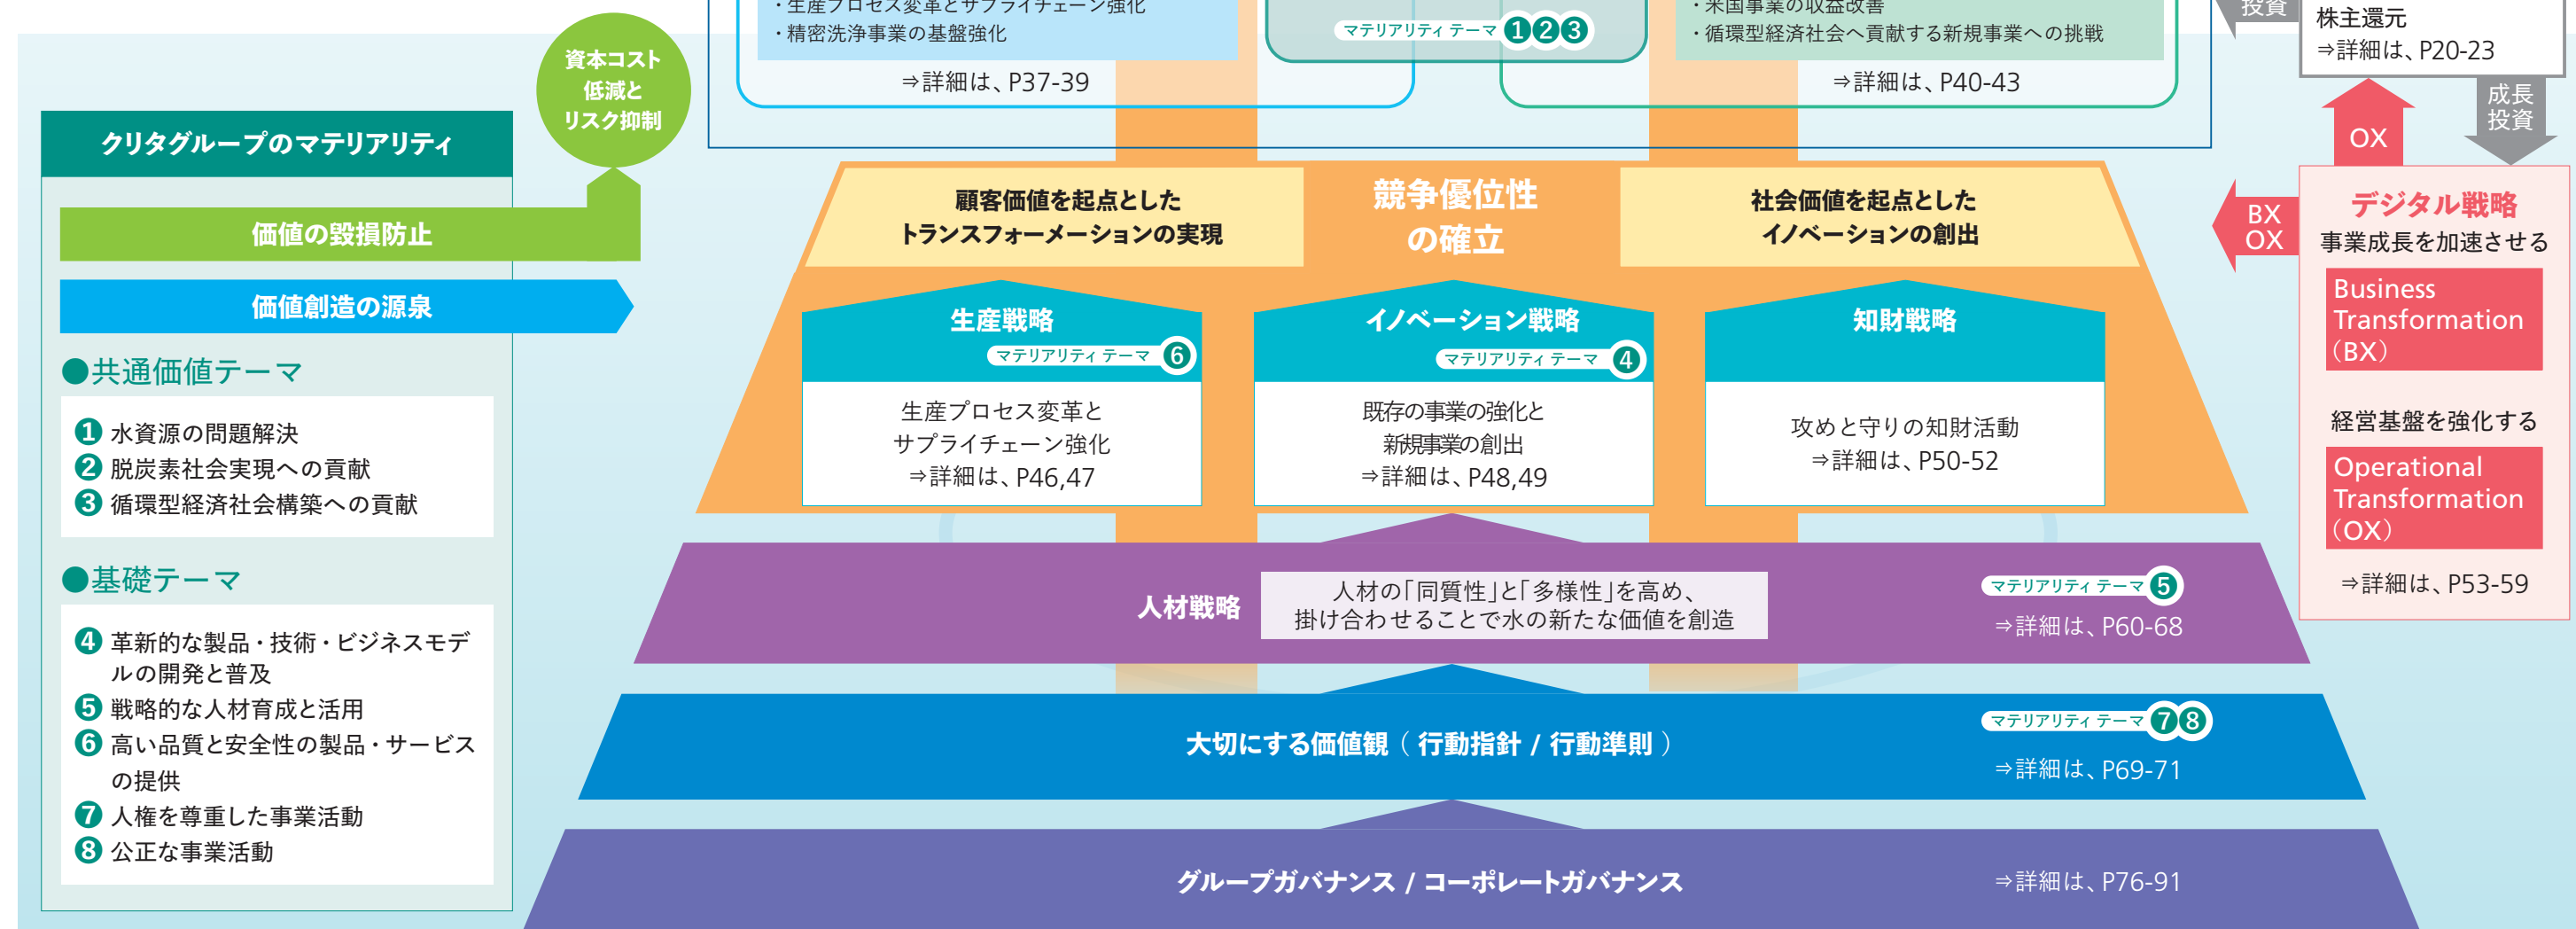 ・生産プロセス変革とサプライチェーン強化
・精密洗浄事業の基盤強化
⇒詳細は、P37-39
マテリアリティ テーマ ❶❷❸
・米国事業の収益改善
・循環型経済社会へ貢献する新規事業への挑戦
⇒詳細は、P40-43
投資
株主還元
⇒詳細は、P20-23
成長
投資
OX
資本コスト
低減と
リスク抑制
クリタグループのマテリアリティ
価値の毀損防止
価値創造の源泉
●共通価値テーマ
❶ 水資源の問題解決
❷ 脱炭素社会実現への貢献
❸ 循環型経済社会構築への貢献
●基礎テーマ
❹ 革新的な製品・技術・ビジネスモデ
ルの開発と普及
❺ 戦略的な人材育成と活用
❻ 高い品質と安全性の製品・サービス
の提供
❼ 人権を尊重した事業活動
❽ 公正な事業活動
顧客価値を起点とした
トランスフォーメーションの実現
競争優位性
の確立
社会価値を起点とした
イノベーションの創出
生産戦略
マテリアリティ テーマ ❻
生産プロセス変革と
サプライチェーン強化
⇒詳細は、P46,47
イノベーション戦略
マテリアリティ テーマ ❹
既存の事業の強化と
新規事業の創出
⇒詳細は、P48,49
知財戦略
攻めと守りの知財活動
⇒詳細は、P50-52
BX
OX
デジタル戦略
事業成長を加速させる
Business
Transformation
（BX）
経営基盤を強化する
Operational
Transformation
（OX）
⇒詳細は、P53-59
人材戦略
人材の「同質性」と「多様性」を高め、
掛け合わせることで水の新たな価値を創造
マテリアリティ テーマ ❺
⇒詳細は、P60-68
大切にする価値観（ 行動指針 / 行動準則 ）
マテリアリティ テーマ ❼❽
⇒詳細は、P69-71
グループガバナンス / コーポレートガバナンス
⇒詳細は、P76-91